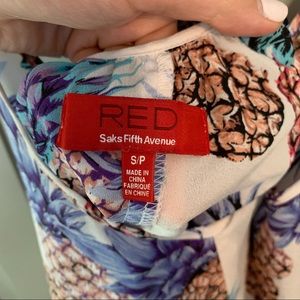 RED
Saks Fifth Avenue
S/P
MADE IN
CHINA
FABRIQUÉ
EN CHINE